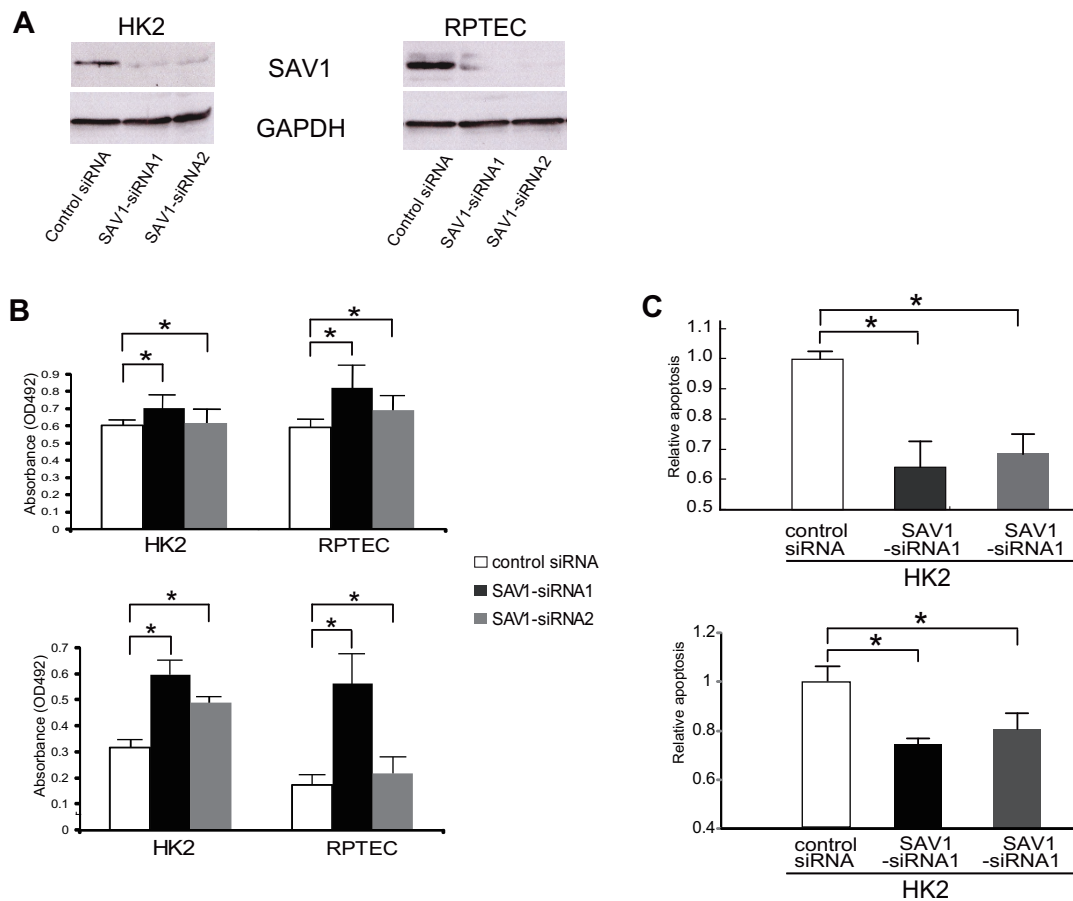 A
HK2
RPTEC
SAV1
GAPDH
Control siRNA
SAV1-siRNA1
SAV1-siRNA2
Control siRNA
SAV1-siRNA1
SAV1-siRNA2
B
* *
* *
Absorbance (OD492)
0.9
0.8
0.7
0.6
0.5
0.4
0.3
0.2
0.1
0
HK2
RPTEC
control siRNA
SAV1-siRNA1
SAV1-siRNA2
* *
* *
Absorbance (OD492)
0.7
0.6
0.5
0.4
0.3
0.2
0.1
0
HK2
RPTEC
C
*
*
Relative apoptosis
1.1
1.0
0.9
0.8
0.7
0.6
0.5
control siRNA
SAV1 -siRNA1
SAV1 -siRNA1
HK2
*
*
Relative apoptosis
1.2
1
0.8
0.6
0.4
control siRNA
SAV1 -siRNA1
SAV1 -siRNA1
HK2